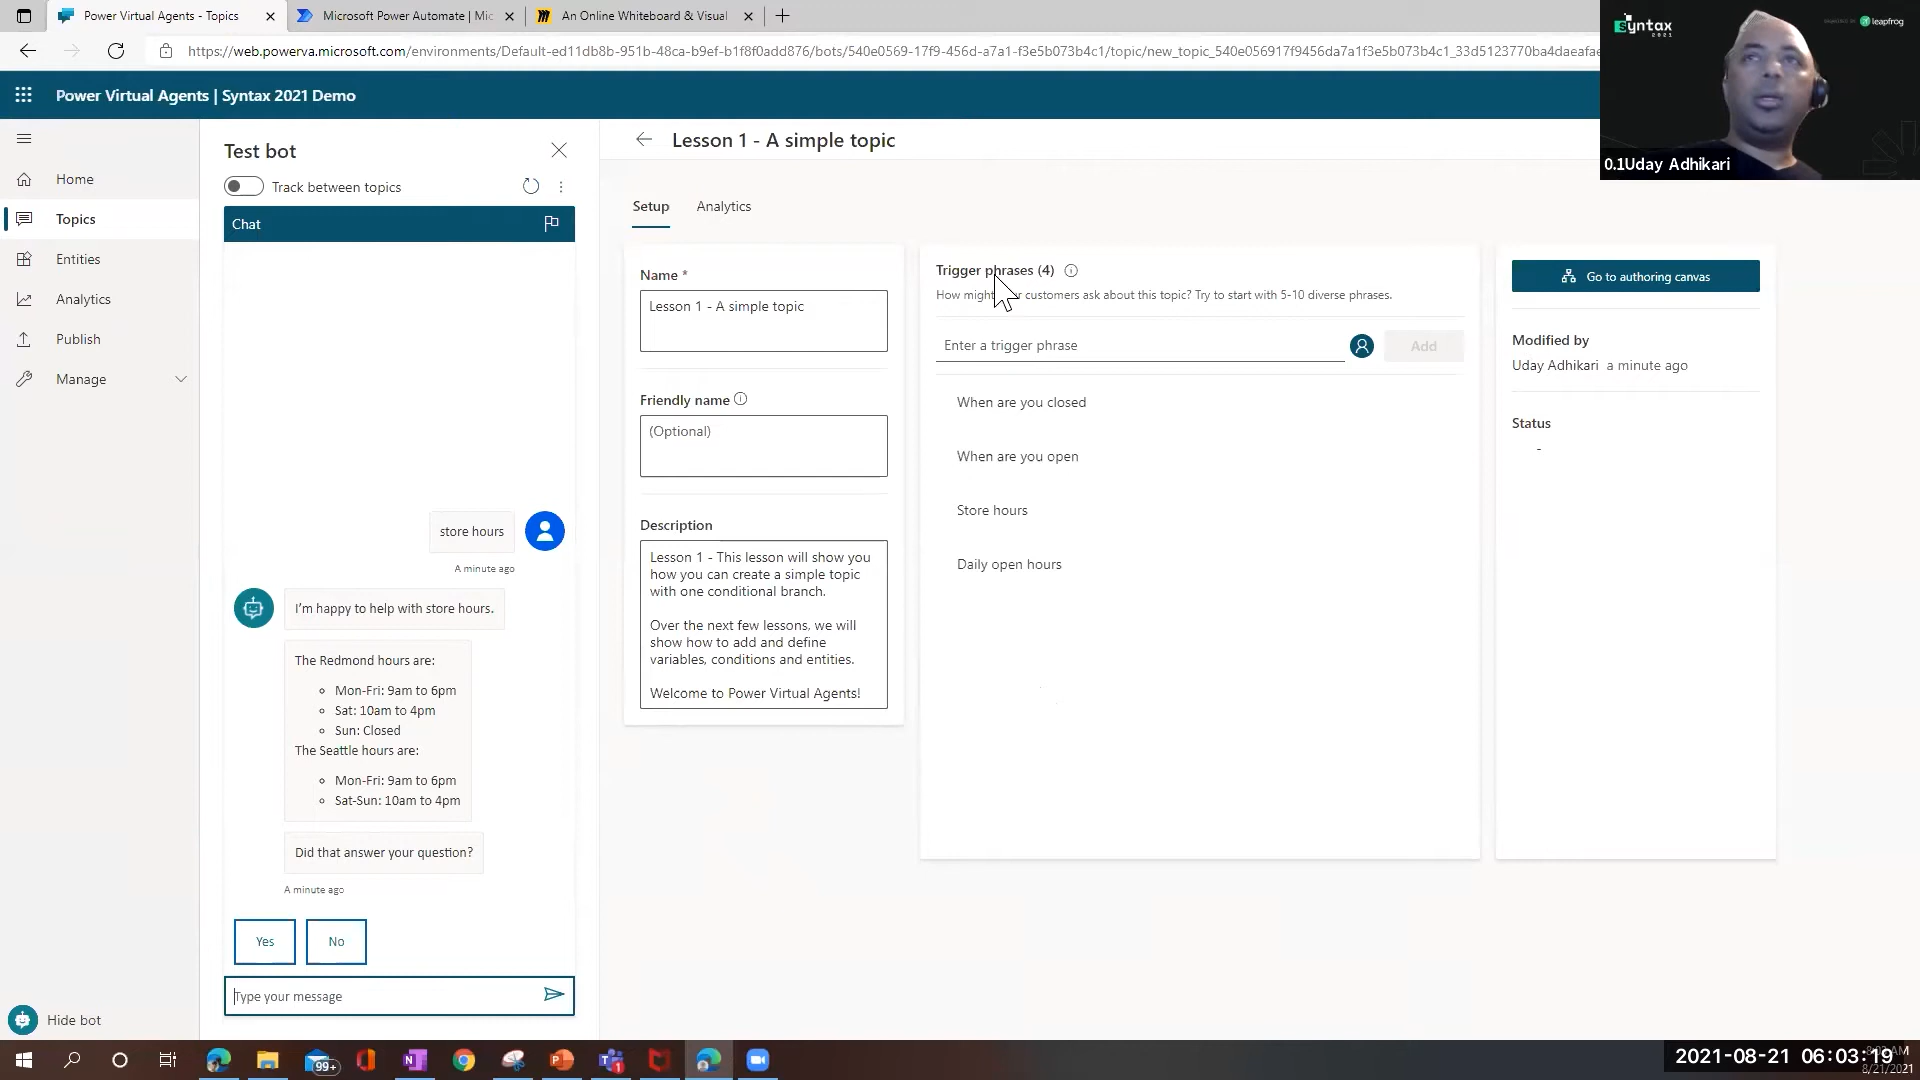 Power Virtual Agents - Topics
Microsoft Power Automate | Mic
An Online Whiteboard & Visual
https://web.powerva.microsoft.com/environments/Default-ed11db8b-951b-48ca-b9ef-b1f8f0add876/bots/540e0569-17f9-456d-a7a1-f3e5b073b4c1/topic/new_topic_540e056917f9456da7a1f3e5b073b4c1_33d5123770ba4daeafae
syntax
2021
leapfrog
0.1Uday Adhikari
Power Virtual Agents | Syntax 2021 Demo
Home
Topics
Entities
Analytics
Publish
Manage
Hide bot
Test bot
Track between topics
Chat
store hours
A minute ago
I'm happy to help with store hours.
The Redmond hours are:
Mon-Fri: 9am to 6pm
Sat: 10am to 4pm
Sun: Closed
The Seattle hours are:
Mon-Fri: 9am to 6pm
Sat-Sun: 10am to 4pm
Did that answer your question?
A minute ago
Yes
No
Type your message
Lesson 1 - A simple topic
Setup
Analytics
Name *
Lesson 1 - A simple topic
Friendly name
(Optional)
Description
Lesson 1 - This lesson will show you
how you can create a simple topic
with one conditional branch.
Over the next few lessons, we will
show how to add and define
variables, conditions and entities.
Welcome to Power Virtual Agents!
Trigger phrases (4)
How might your customers ask about this topic? Try to start with 5-10 diverse phrases.
Enter a trigger phrase
Add
When are you closed
When are you open
Store hours
Daily open hours
Go to authoring canvas
Modified by
Uday Adhikari a minute ago
Status
-
99+
1
2021-08-21 06:03:19
8/21/2021